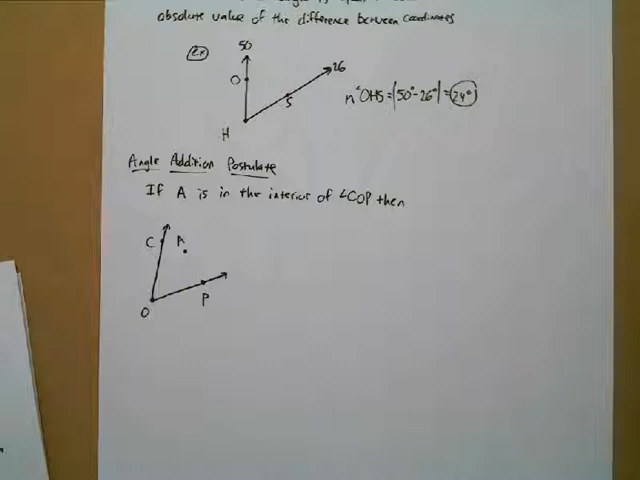 absolute value of the difference between coordinates
Ex
50
O
26
S
H
m∠OHS=|50°-26°|=24°
Angle Addition Postulate
If A is in the interior of ∠COP then
C
A
P
O